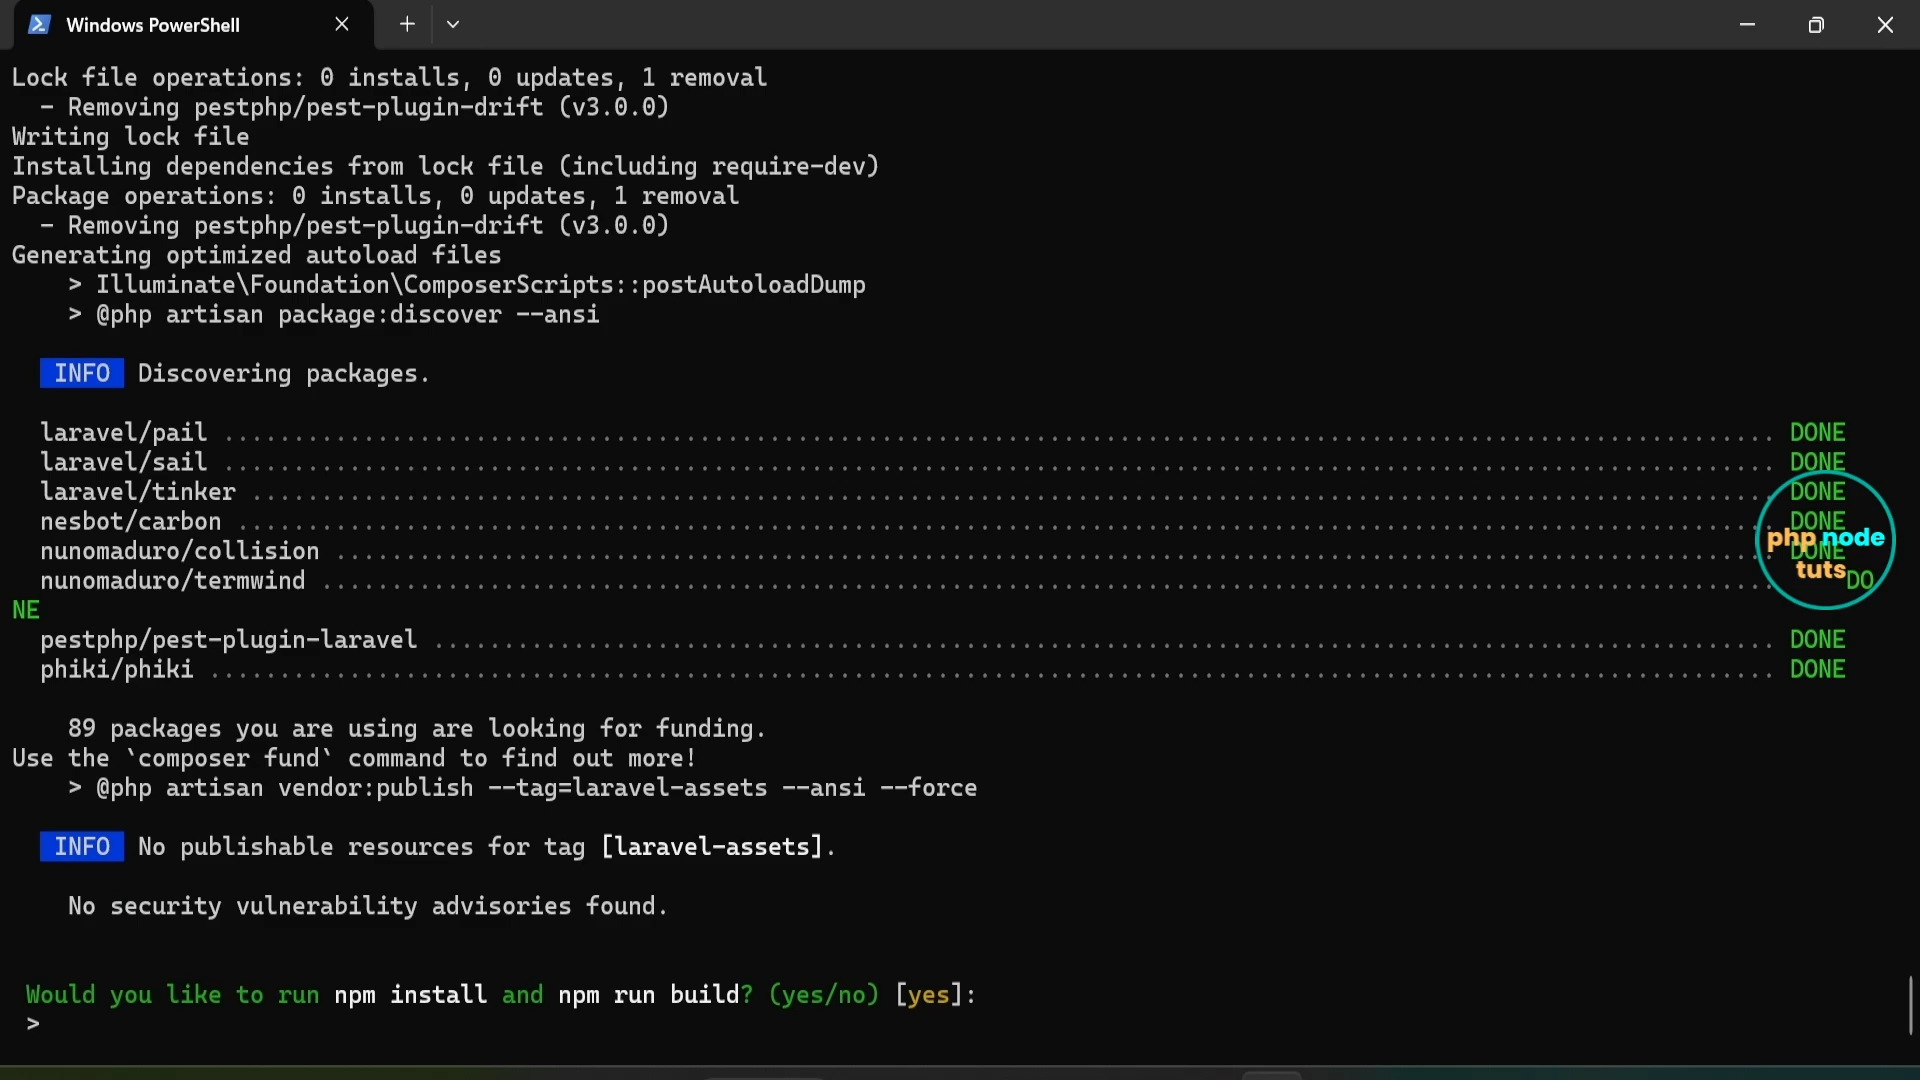 Windows PowerShell
Lock file operations: 0 installs, 0 updates, 1 removal
- Removing pestphp/pest-plugin-drift (v3.0.0)
Writing lock file
Installing dependencies from lock file (including require-dev)
Package operations: 0 installs, 0 updates, 1 removal
- Removing pestphp/pest-plugin-drift (v3.0.0)
Generating optimized autoload files
> Illuminate\Foundation\ComposerScripts::postAutoloadDump
> @php artisan package:discover --ansi
INFO Discovering packages.
laravel/pail ........................................................ DONE
laravel/sail ........................................................ DONE
laravel/tinker ........................................................ DONE
nesbot/carbon ........................................................ DONE
nunomaduro/collision ........................................................ DONE
nunomaduro/termwind ........................................................ DO
NE
php node
tuts
pestphp/pest-plugin-laravel ........................................................ DONE
phiki/phiki ........................................................ DONE
89 packages you are using are looking for funding.
Use the `composer fund` command to find out more!
> @php artisan vendor:publish --tag=laravel-assets --ansi --force
INFO No publishable resources for tag [laravel-assets].
No security vulnerability advisories found.
Would you like to run npm install and npm run build? (yes/no) [yes]:
>